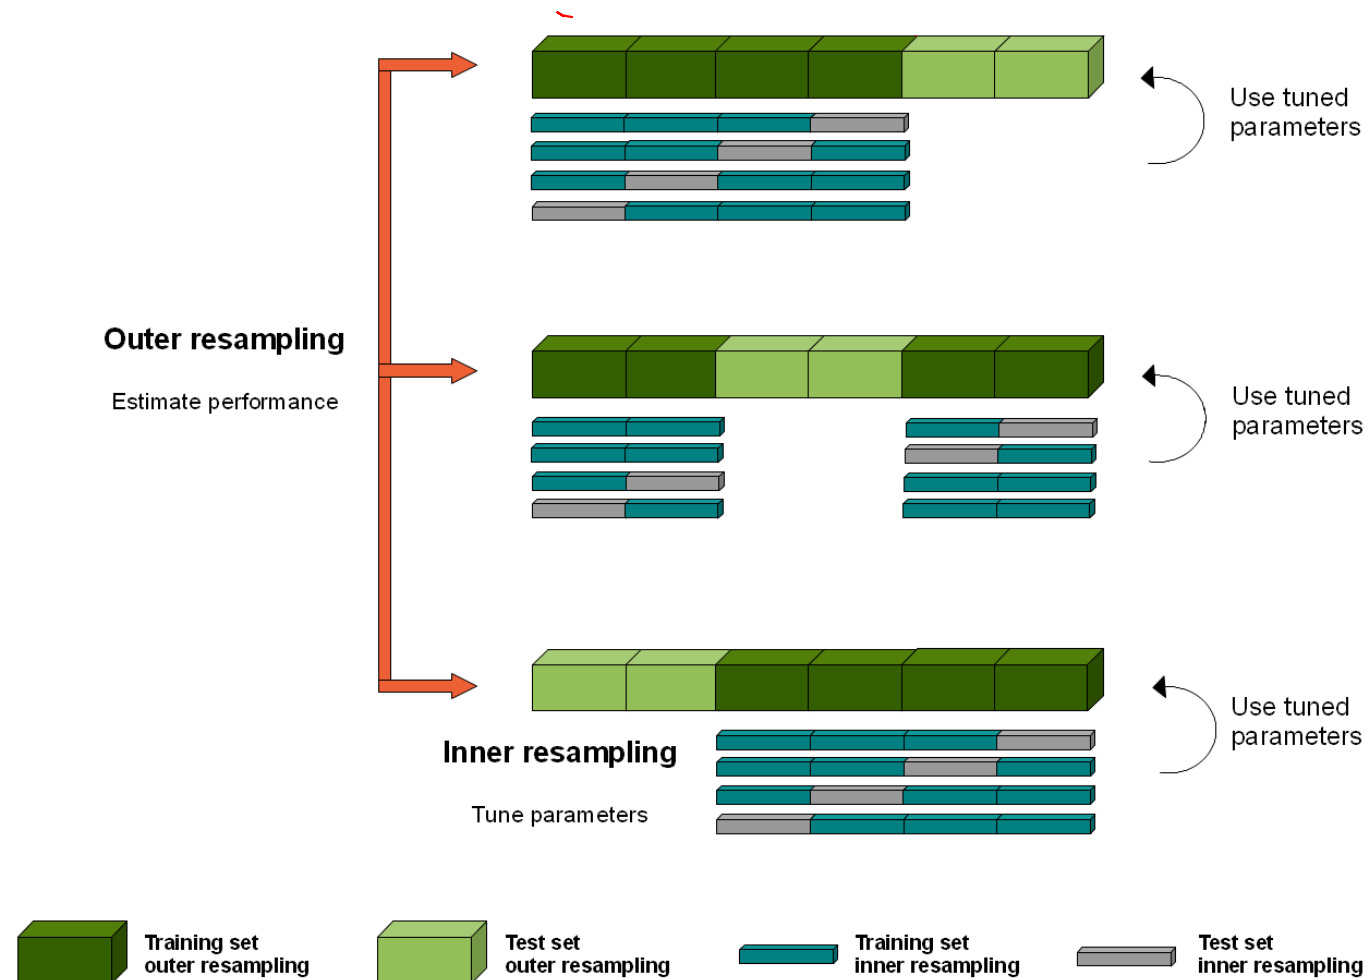 Use tuned
parameters
Outer resampling
Estimate performance
Use tuned
parameters
Use tuned
parameters
Inner resampling
Tune parameters
Training set
outer resampling
Test set
outer resampling
Training set
inner resampling
Test set
inner resampling